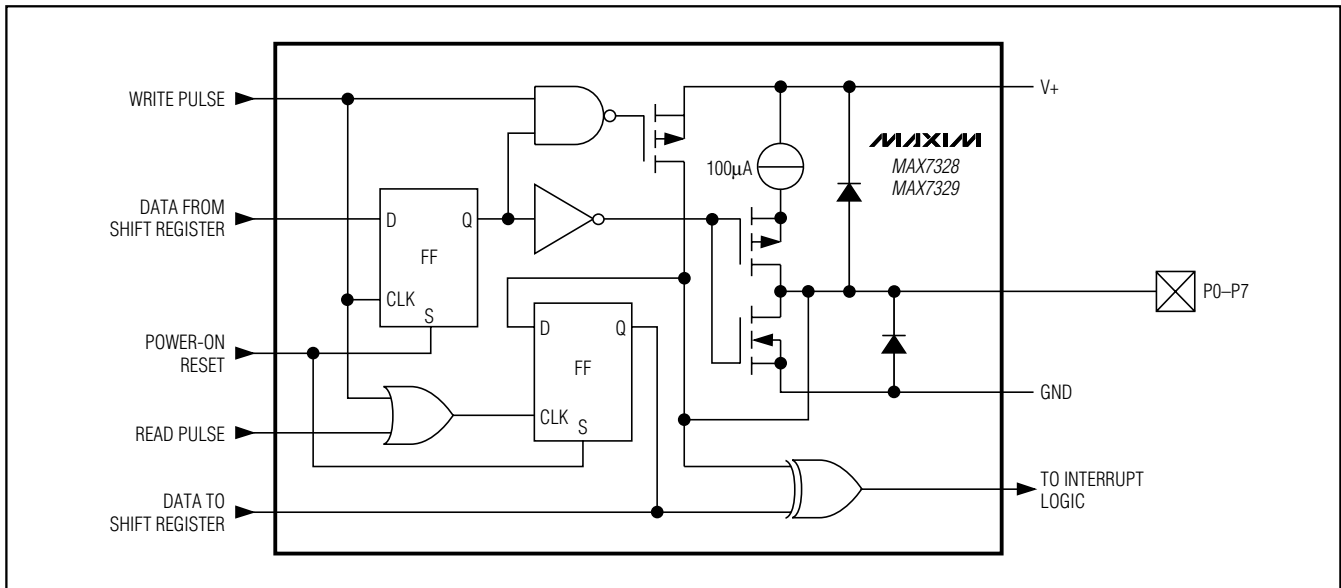 WRITE PULSE
V+
MAXIM
MAX7328
MAX7329
100μA
DATA FROM
SHIFT REGISTER
D
Q
FF
CLK
S
P0–P7
POWER-ON
RESET
D
Q
FF
CLK
S
GND
READ PULSE
DATA TO
SHIFT REGISTER
TO INTERRUPT
LOGIC